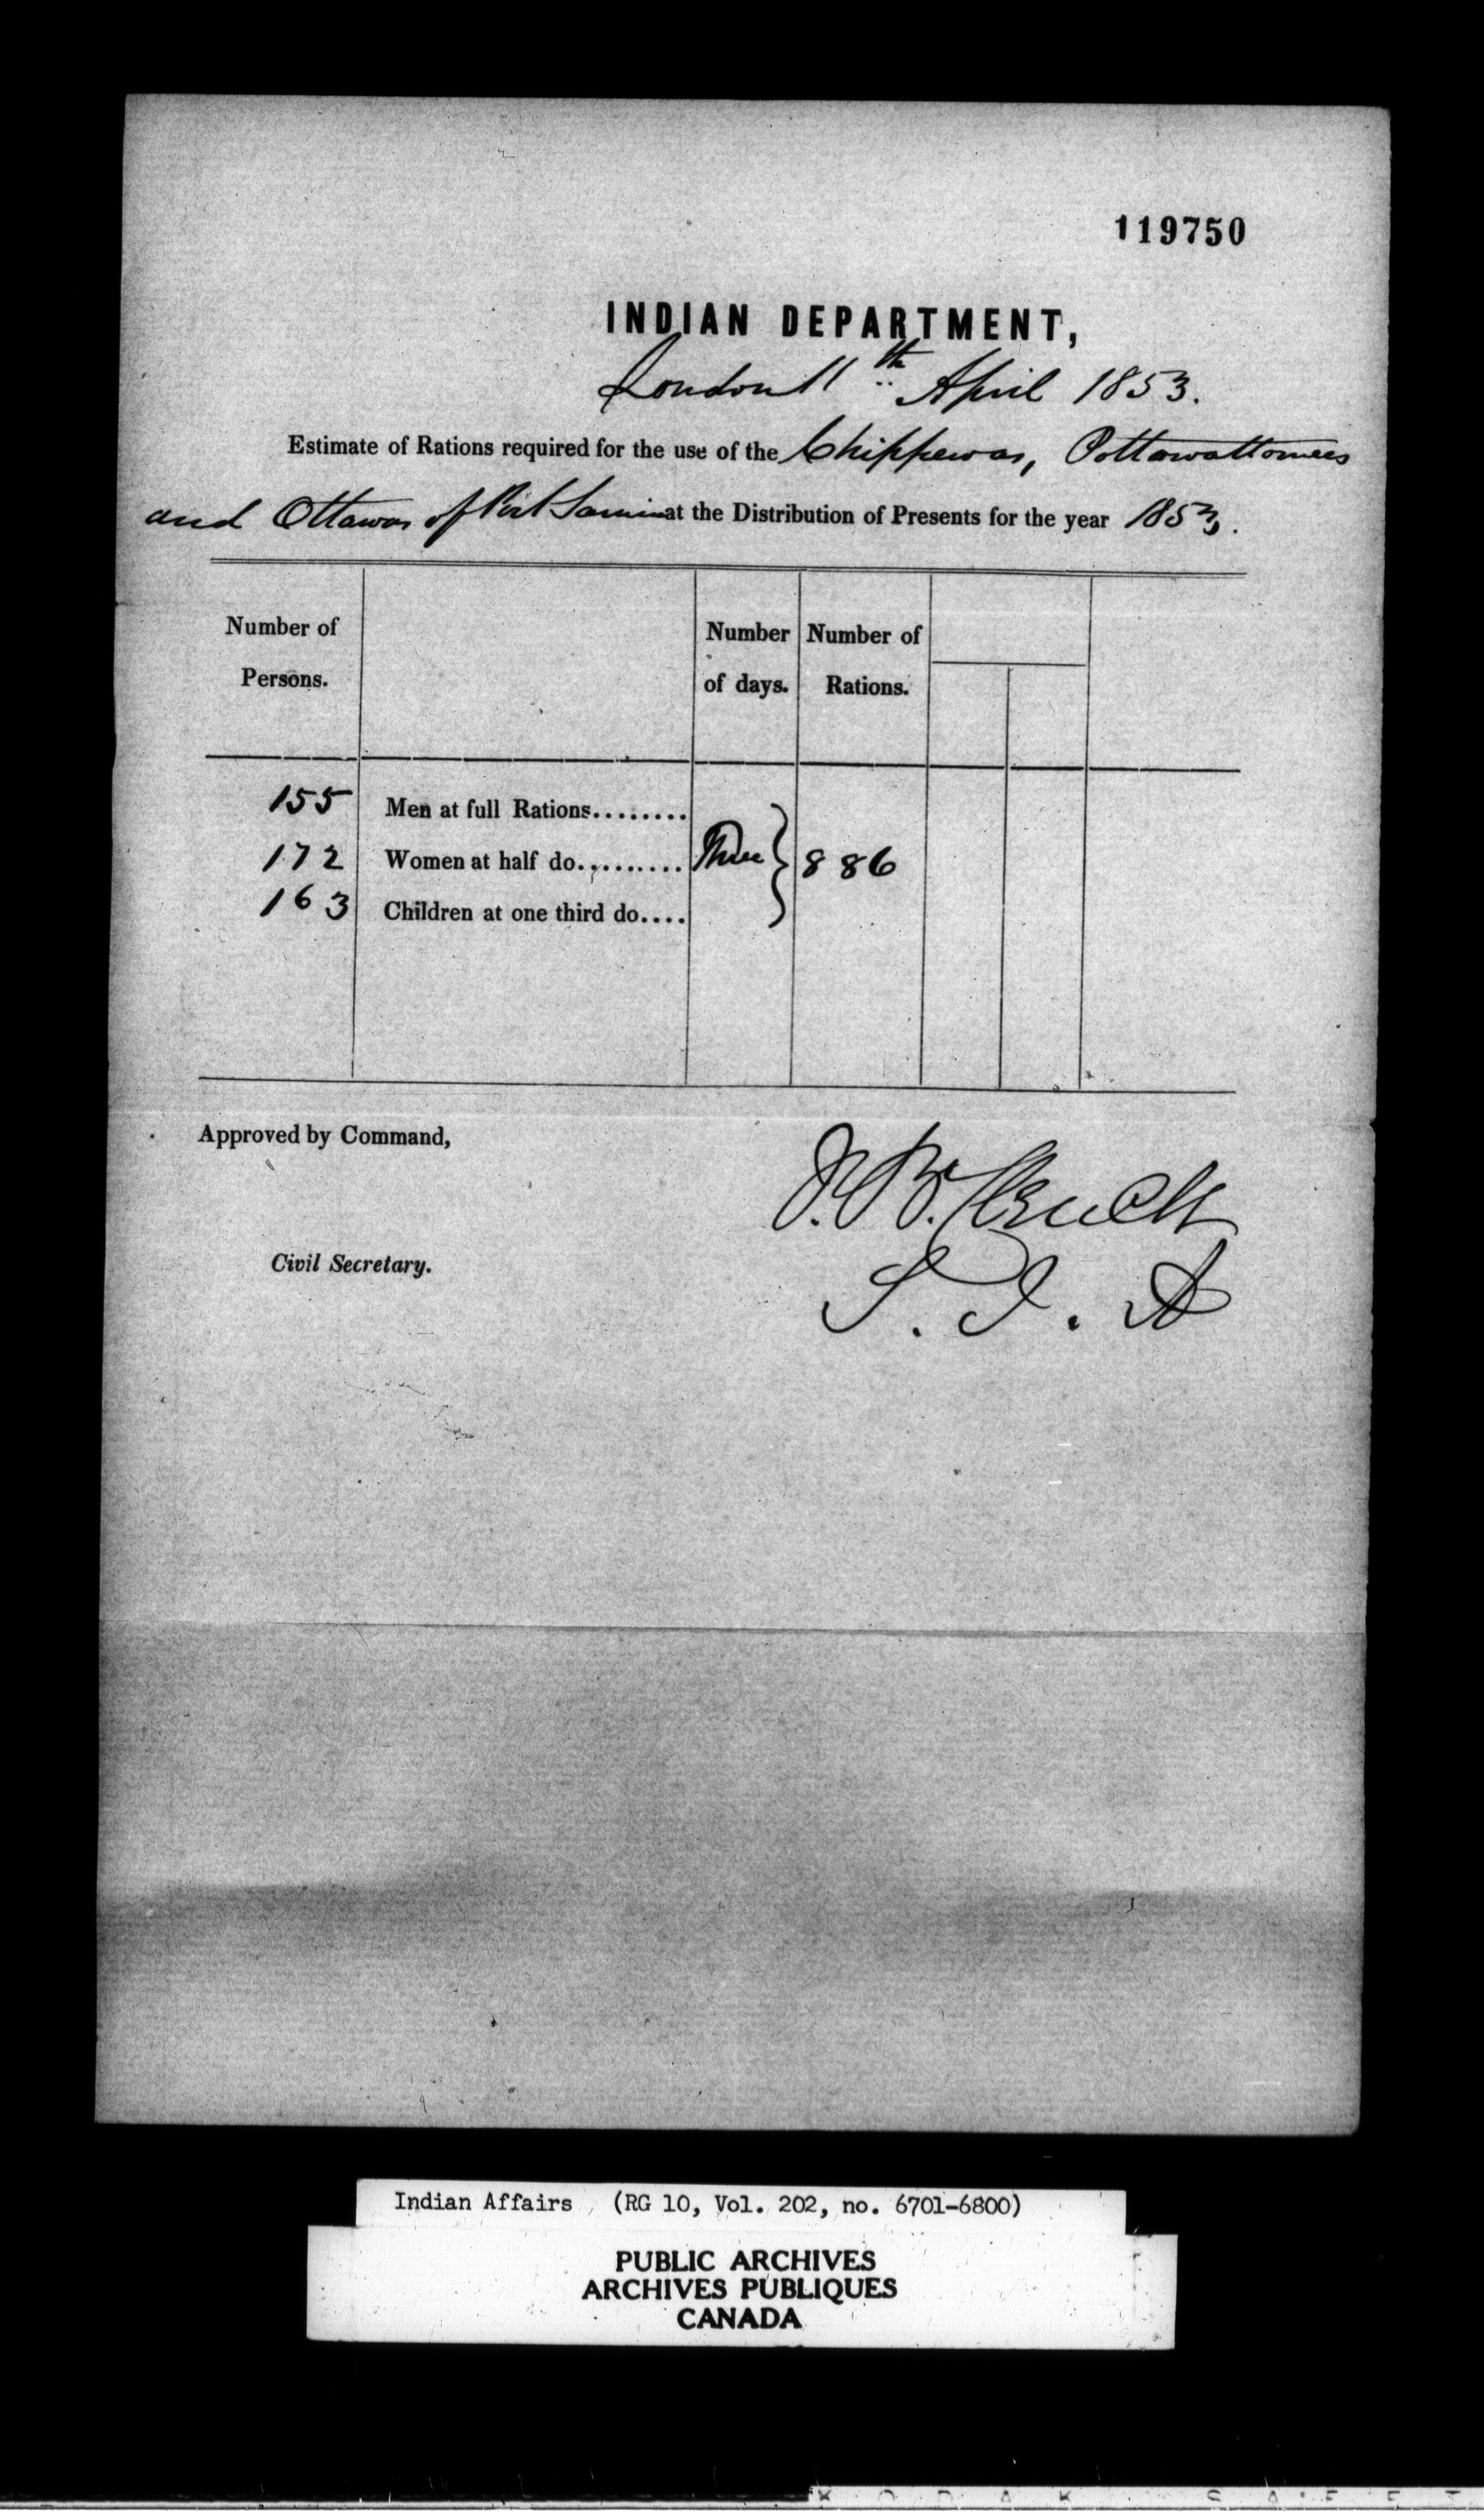 119750
INDIAN DEPARTMENT,
London 11th April 1853.
Estimate of Rations required for the use of the Chippewas, Pottawattomees
and Ottawas of Port Sarnia at the Distribution of Presents for the year 1853.
Number of Persons.
Number of days.
Number of Rations.
155 Men at full Rations........
172 Women at half do.......... Three } 886
163 Children at one third do....
Approved by Command,
Civil Secretary.
S. I. A
Indian Affairs (RG 10, Vol. 202, no. 6701-6800)
PUBLIC ARCHIVES
ARCHIVES PUBLIQUES
CANADA